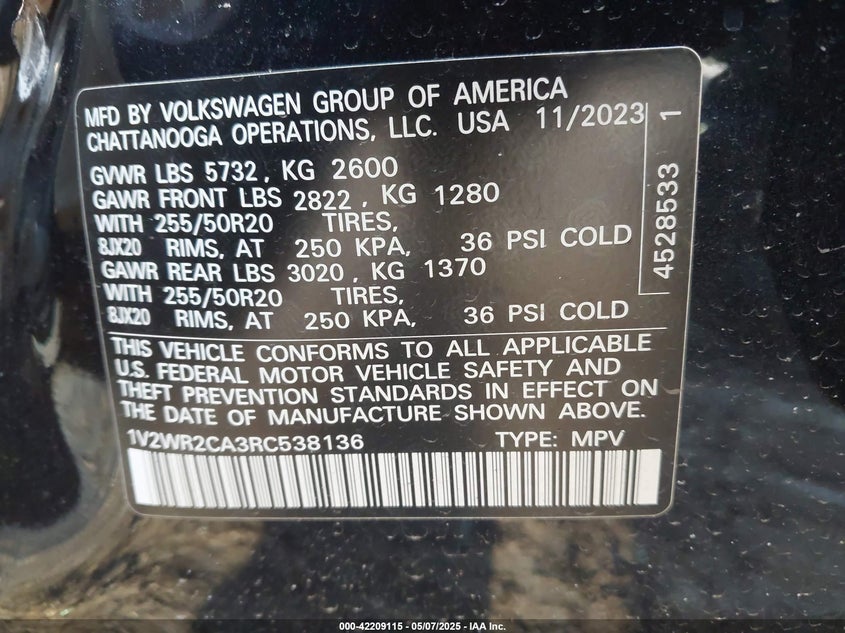 MFD BY VOLKSWAGEN GROUP OF AMERICA
CHATTANOOGA OPERATIONS, LLC. USA 11/2023
GVWR LBS 5732, KG 2600
GAWR FRONT LBS 2822, KG 1280
WITH 255/50R20 TIRES,
8JX20 RIMS, AT 250 KPA, 36 PSI COLD
GAWR REAR LBS 3020, KG 1370
WITH 255/50R20 TIRES,
8JX20 RIMS, AT 250 KPA, 36 PSI COLD
4528533 1
THIS VEHICLE CONFORMS TO ALL APPLICABLE
U.S. FEDERAL MOTOR VEHICLE SAFETY AND
THEFT PREVENTION STANDARDS IN EFFECT ON
THE DATE OF MANUFACTURE SHOWN ABOVE.
1V2WR2CA3RC538136 TYPE: MPV
000-42209115 - 05/07/2025 - IAA Inc.